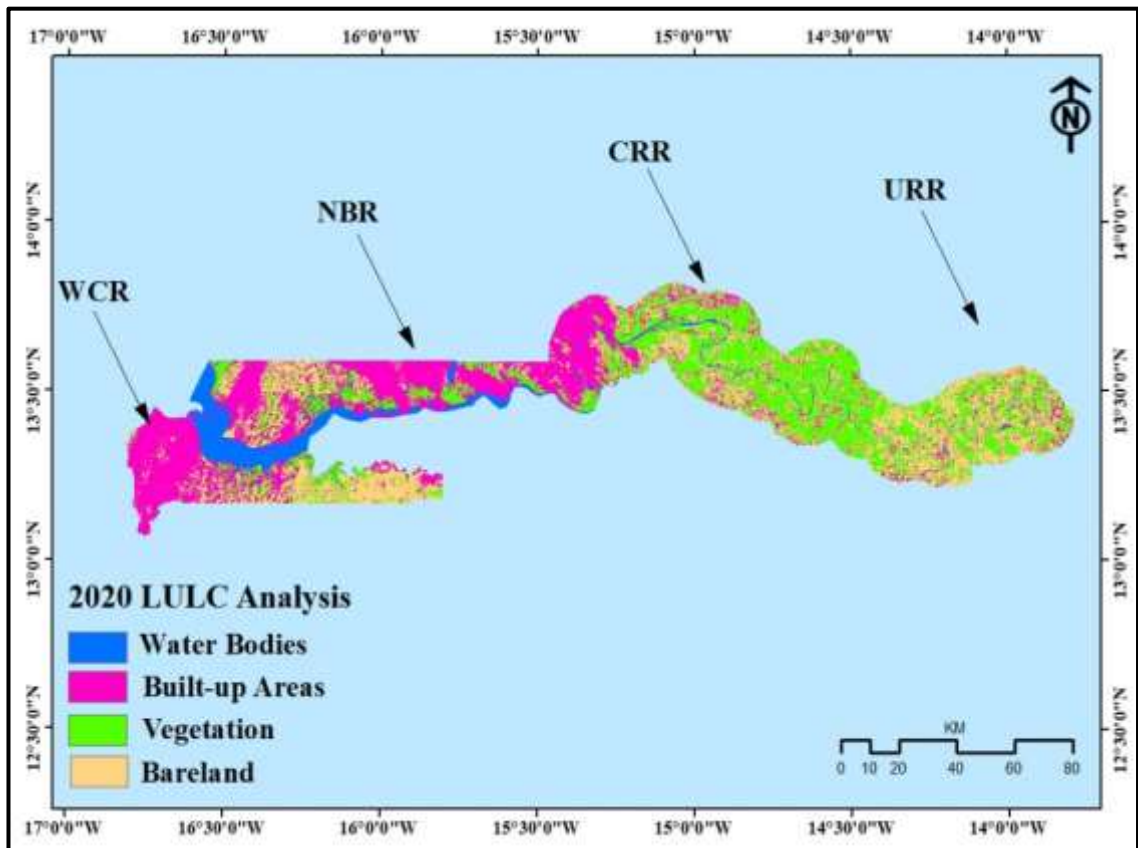 17°0'0"W 16°30'0"W 16°0'0"W 15°30'0"W 15°0'0"W 14°30'0"W 14°0'0"W
N
CRR
URR
NBR
WCR
14°0'0"N
14°0'0"N
13°30'0"N
13°30'0"N
13°0'0"N
13°0'0"N
12°30'0"N
12°30'0"N
2020 LULC Analysis
Water Bodies
Built-up Areas
Vegetation
Bareland
KM
0 10 20 40 60 80
17°0'0"W 16°30'0"W 16°0'0"W 15°30'0"W 15°0'0"W 14°30'0"W 14°0'0"W